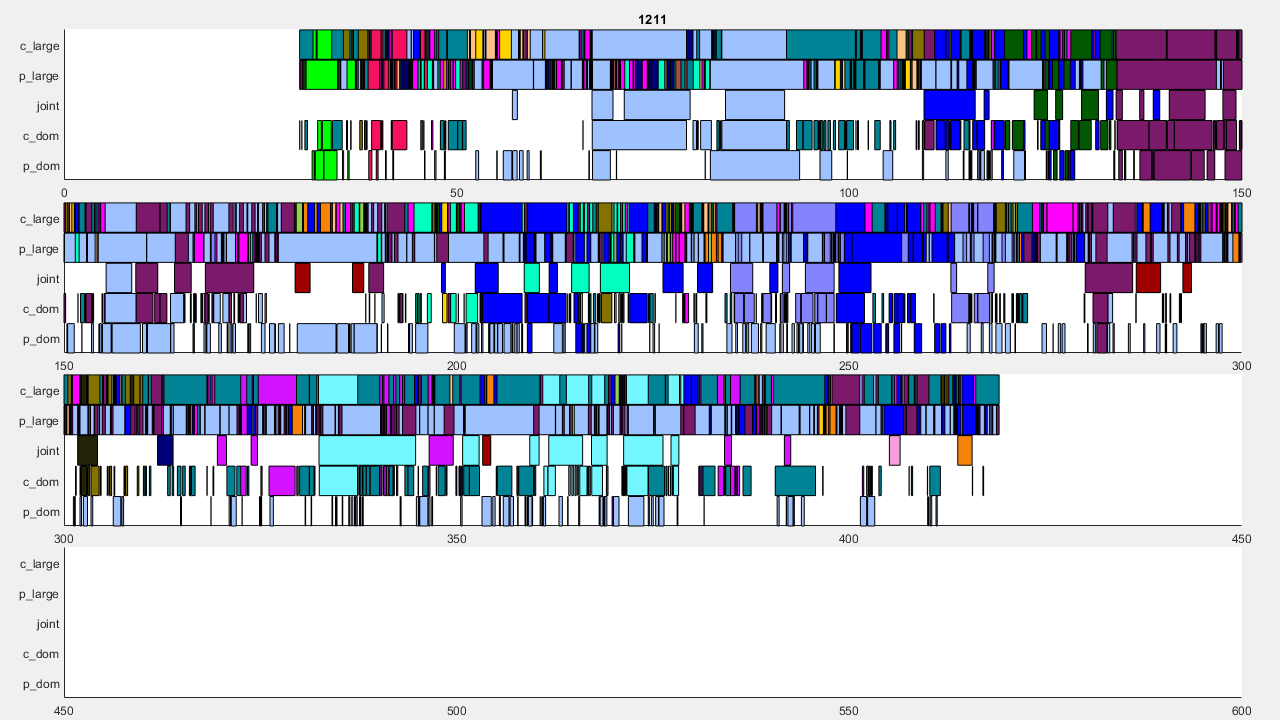 1211
c_large
p_large
joint
c_dom
p_dom
0 50 100 150
c_large
p_large
joint
c_dom
p_dom
150 200 250 300
c_large
p_large
joint
c_dom
p_dom
300 350 400 450
c_large
p_large
joint
c_dom
p_dom
450 500 550 600